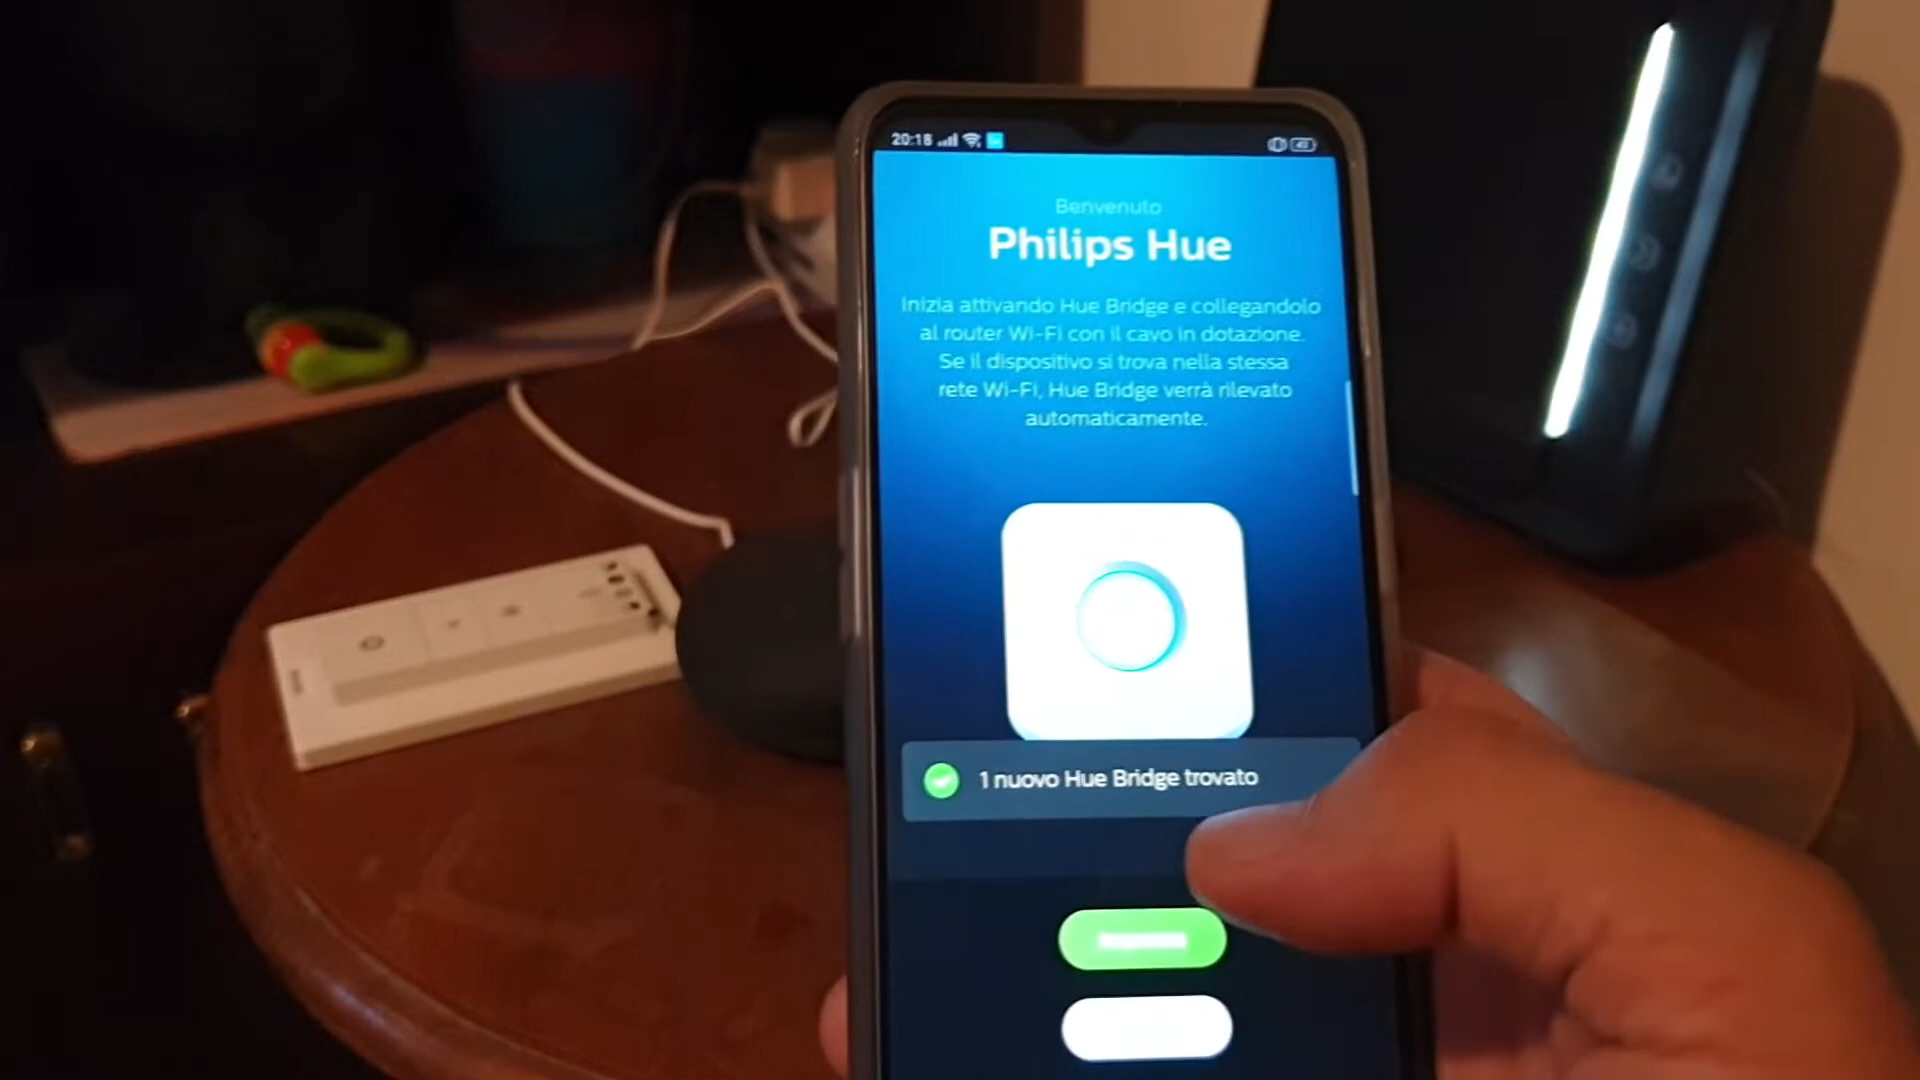 20:18
Benvenuto
Philips Hue
Inizia attivando Hue Bridge e collegandolo
al router Wi-Fi con il cavo in dotazione.
Se il dispositivo si trova nella stessa
rete Wi-Fi, Hue Bridge verrà rilevato
automaticamente.
1 nuovo Hue Bridge trovato